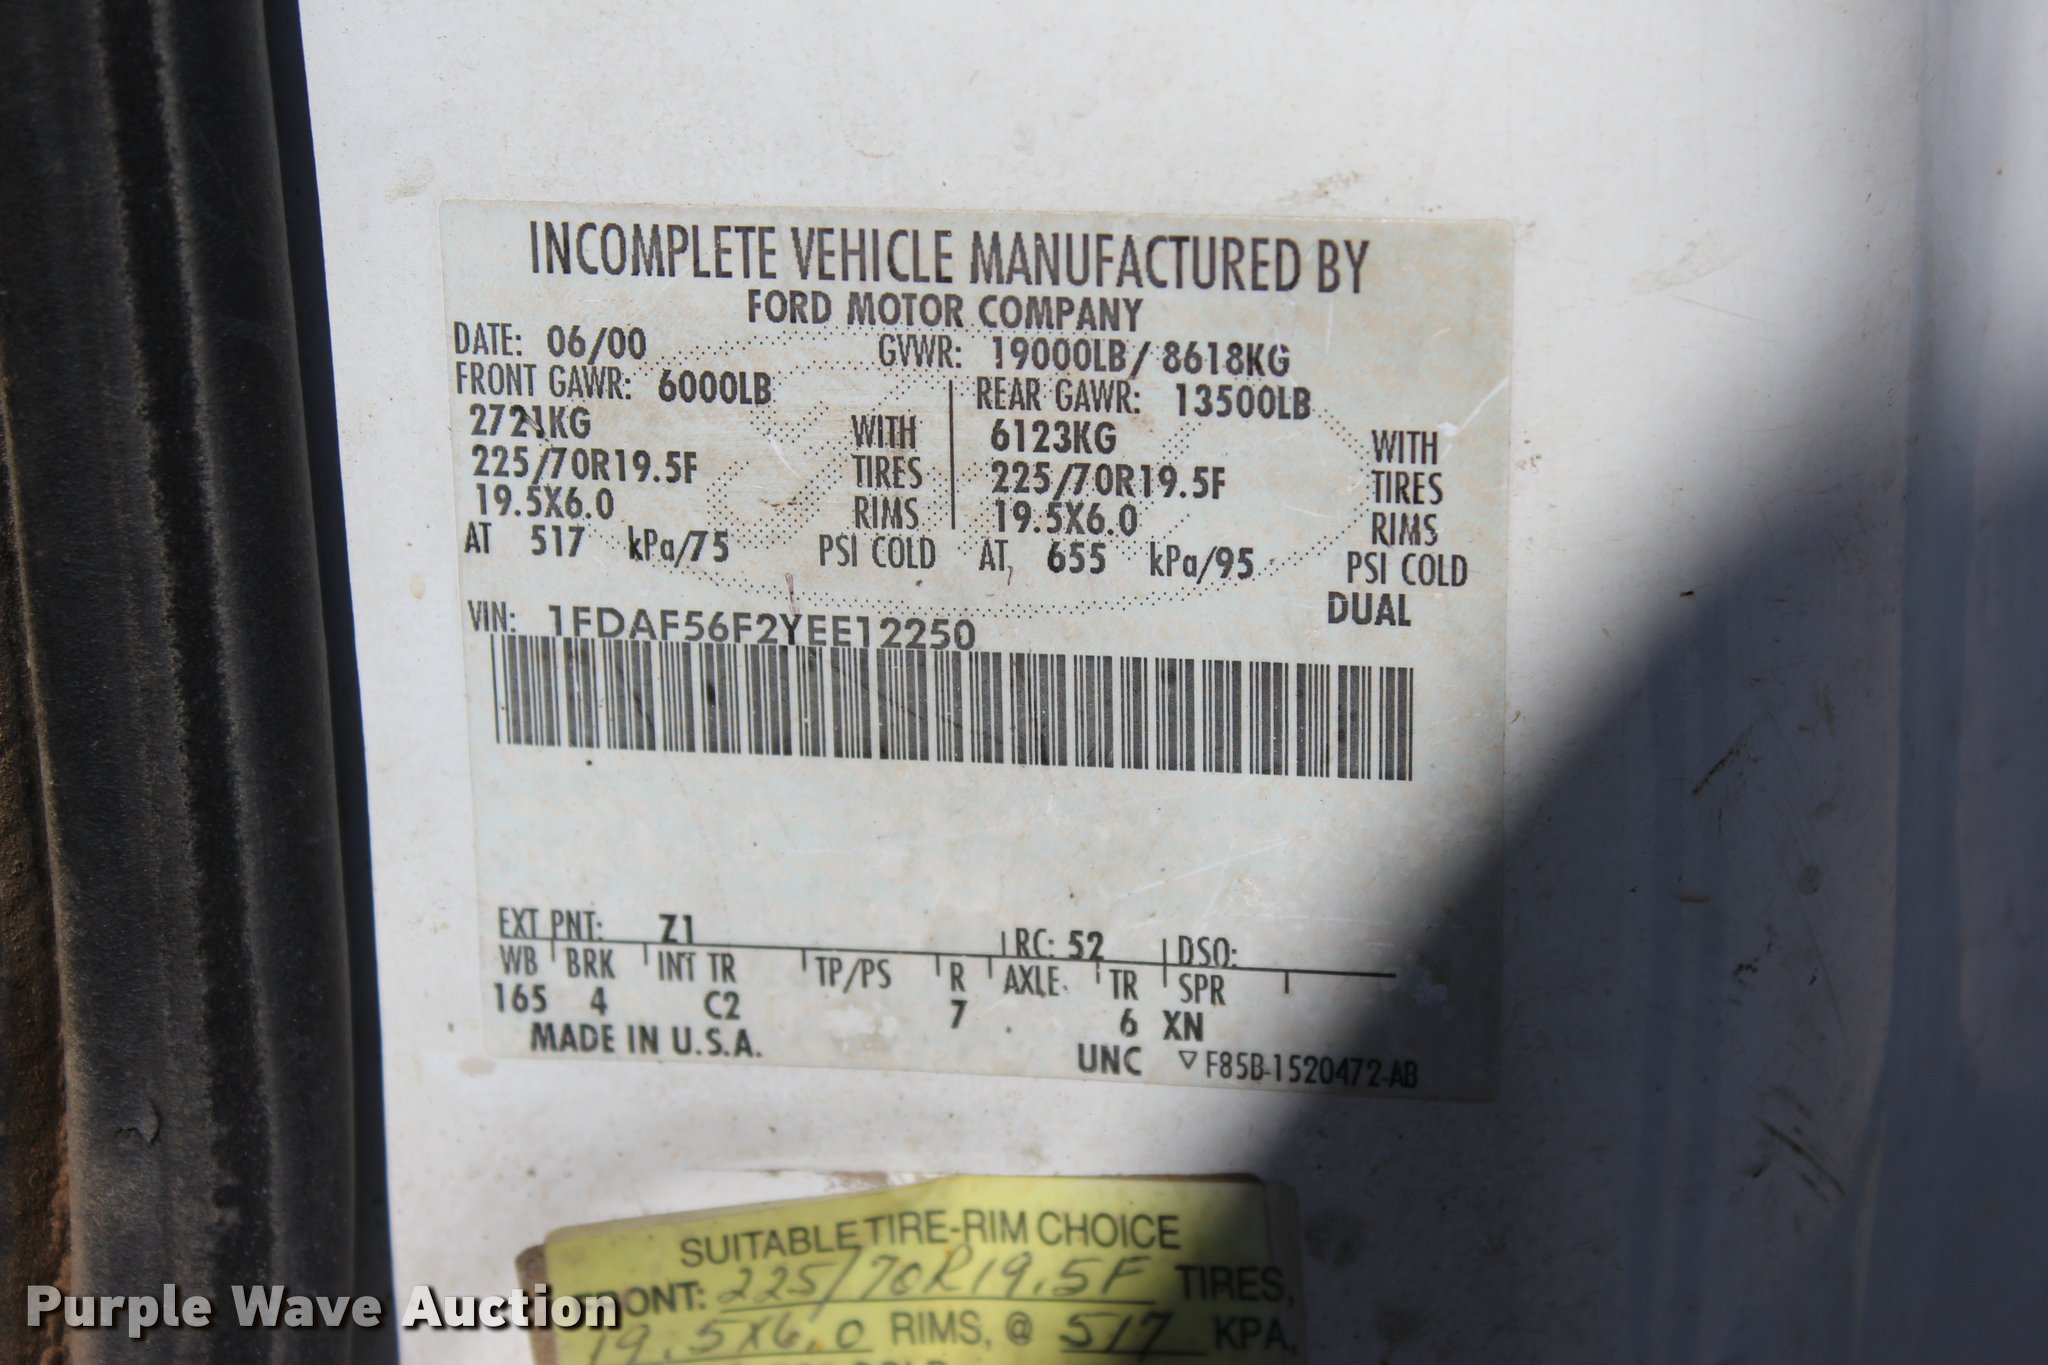 INCOMPLETE VEHICLE MANUFACTURED BY
FORD MOTOR COMPANY
DATE: 06/00 GVWR: 19000LB/ 8618KG
FRONT GAWR: 6000LB REAR GAWR: 13500LB
2721KG WITH 6123KG WITH
225/70R19.5F TIRES 225/70R19.5F TIRES
19.5X6.0 RIMS 19.5X6.0 RIMS
AT 517 kPa/75 PSI COLD AT 655 kPa/95 PSI COLD
DUAL
VIN: 1FDAF56F2YEE12250
EXT PNT: Z1 RC: 52 DSO:
WB BRK INT TR TP/PS R AXLE TR SPR
165 4 C2 7 6 XN
MADE IN U.S.A. UNC ▽ F85B-1520472-AB
SUITABLE TIRE-RIM CHOICE
ONT: 225/70R19.5F TIRES,
19.5X6.0 RIMS, @ 517 KPA,
Purple Wave Auction